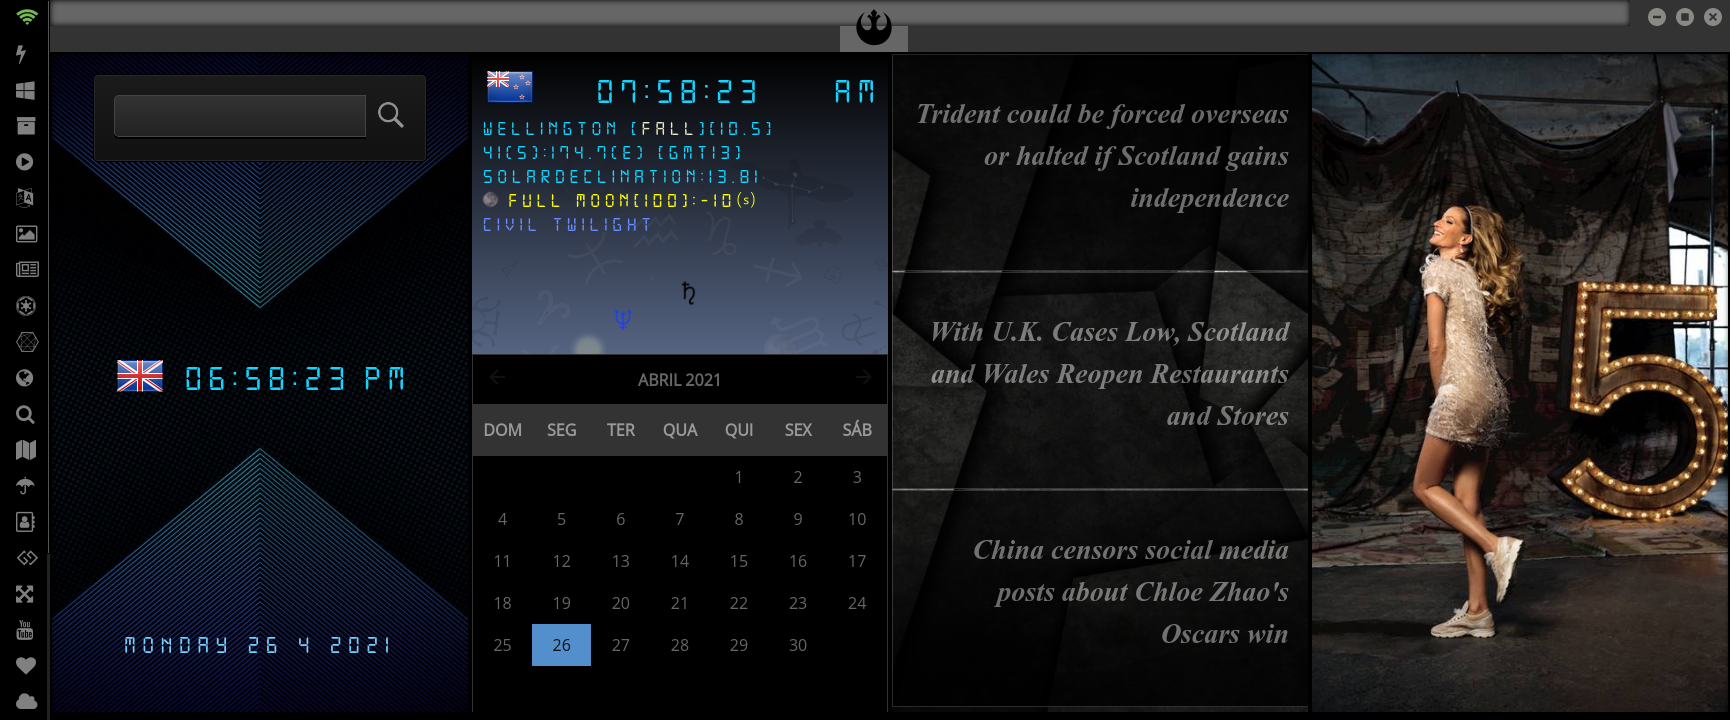 07:58:23 AM
WELLINGTON [FALL][10.5]
41(S):174.7(E) [GMT13]
SOLARDECLINATION:13.81
FULL MOON[100]:-10(s)
CIVIL TWILIGHT
06:58:23 PM
MONDAY 26 4 2021
ABRIL 2021
DOM SEG TER QUA QUI SEX SÁB
1 2 3
4 5 6 7 8 9 10
11 12 13 14 15 16 17
18 19 20 21 22 23 24
25 26 27 28 29 30
Trident could be forced overseas
or halted if Scotland gains
independence
With U.K. Cases Low, Scotland
and Wales Reopen Restaurants
and Stores
China censors social media
posts about Chloe Zhao's
Oscars win
5
You
Tube